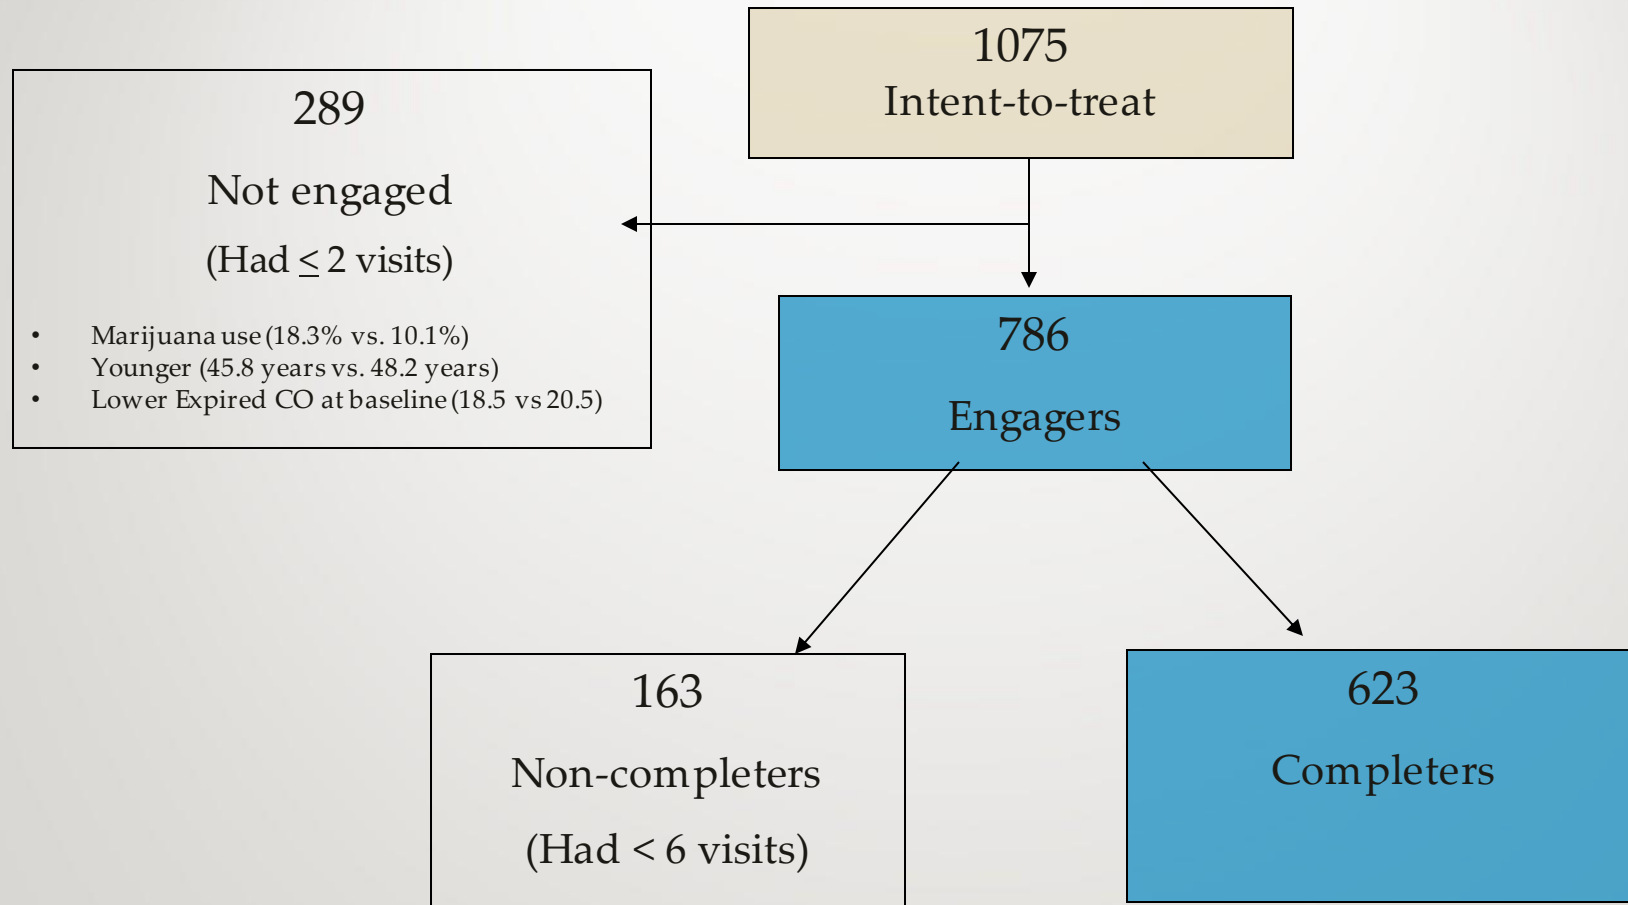 1075
Intent-to-treat
289
Not engaged
(Had ≤ 2 visits)
• Marijuana use (18.3% vs. 10.1%)
• Younger (45.8 years vs. 48.2 years)
• Lower Expired CO at baseline (18.5 vs 20.5)
786
Engagers
163
Non-completers
(Had < 6 visits)
623
Completers